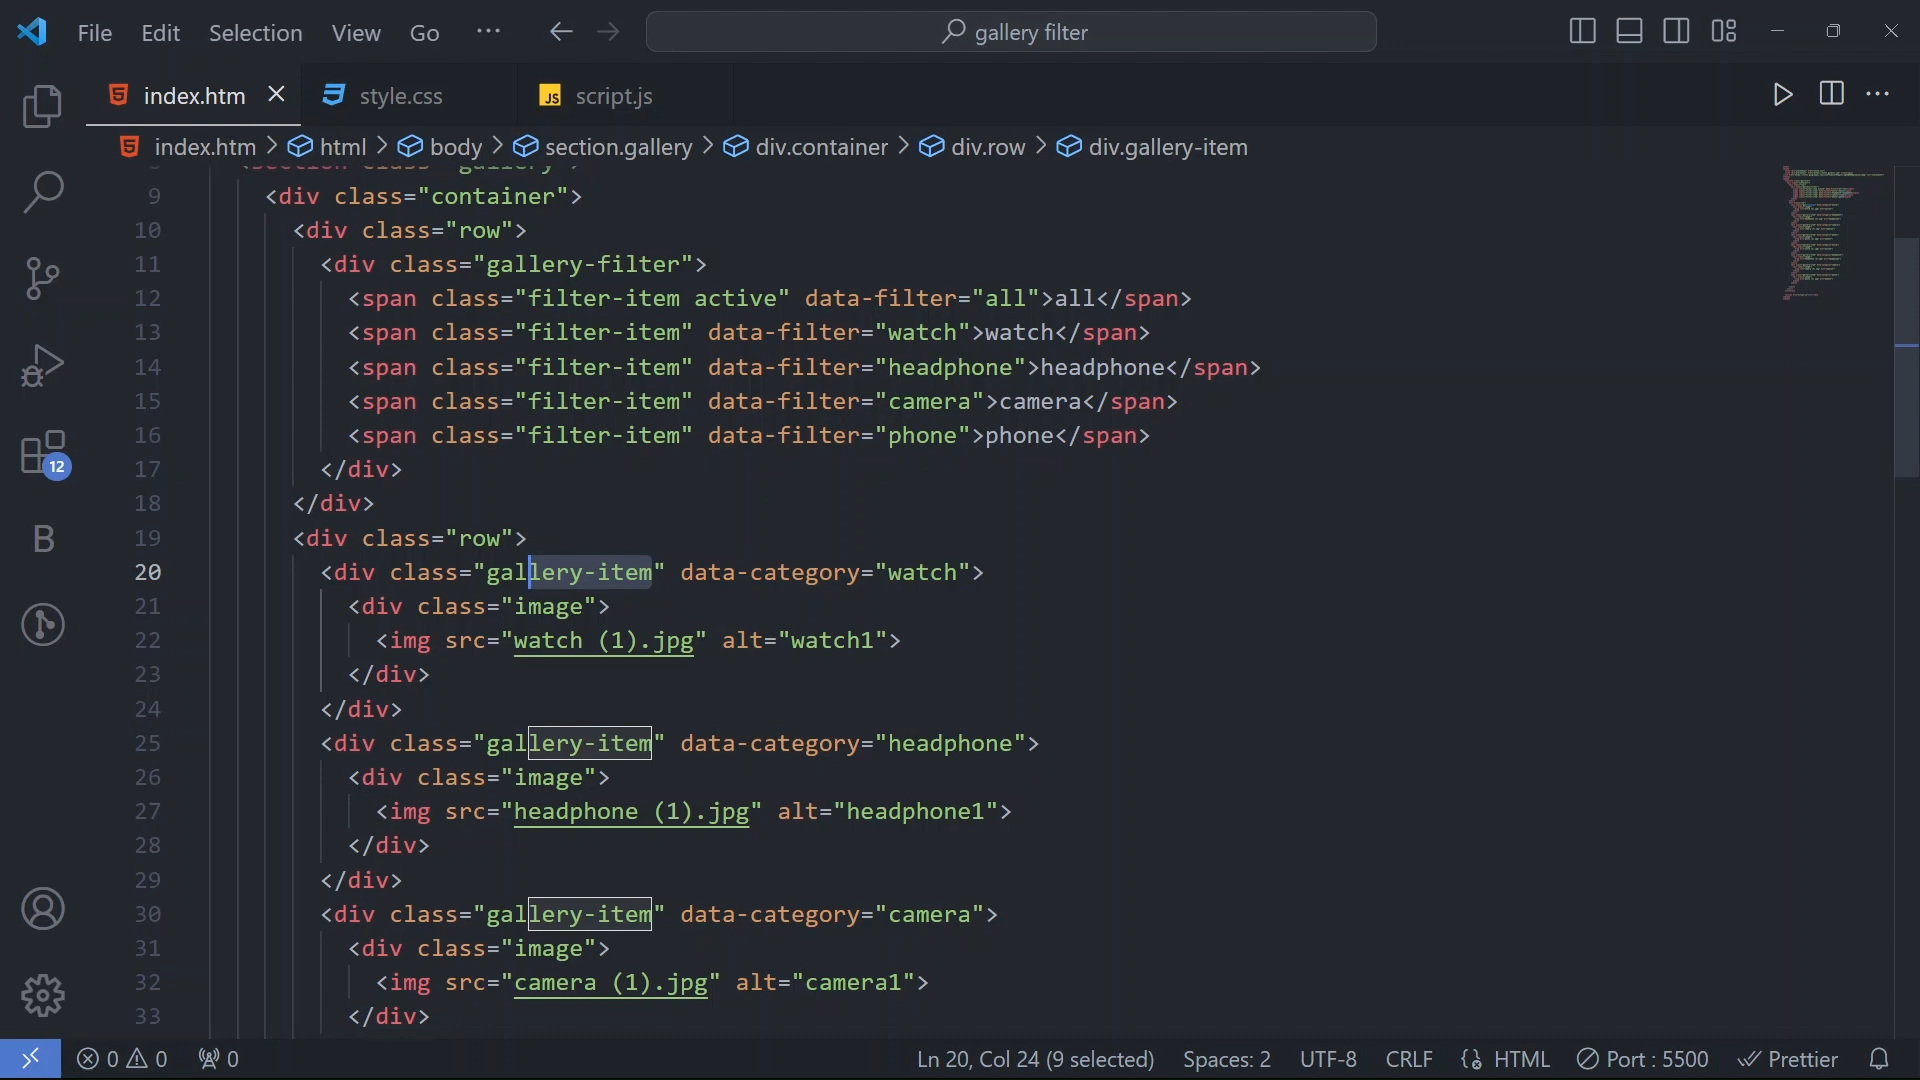 File Edit Selection View Go ··· gallery filter
index.htm style.css script.js
index.htm > html > body > section.gallery > div.container > div.row > div.gallery-item
9 <div class="container">
10 <div class="row">
11 <div class="gallery-filter">
12 <span class="filter-item active" data-filter="all">all</span>
13 <span class="filter-item" data-filter="watch">watch</span>
14 <span class="filter-item" data-filter="headphone">headphone</span>
15 <span class="filter-item" data-filter="camera">camera</span>
16 <span class="filter-item" data-filter="phone">phone</span>
17 </div>
18 </div>
19 <div class="row">
20 <div class="gallery-item" data-category="watch">
21 <div class="image">
22 <img src="watch (1).jpg" alt="watch1">
23 </div>
24 </div>
25 <div class="gallery-item" data-category="headphone">
26 <div class="image">
27 <img src="headphone (1).jpg" alt="headphone1">
28 </div>
29 </div>
30 <div class="gallery-item" data-category="camera">
31 <div class="image">
32 <img src="camera (1).jpg" alt="camera1">
33 </div>
12
B
0 0 0 Ln 20, Col 24 (9 selected) Spaces: 2 UTF-8 CRLF HTML Port : 5500 Prettier